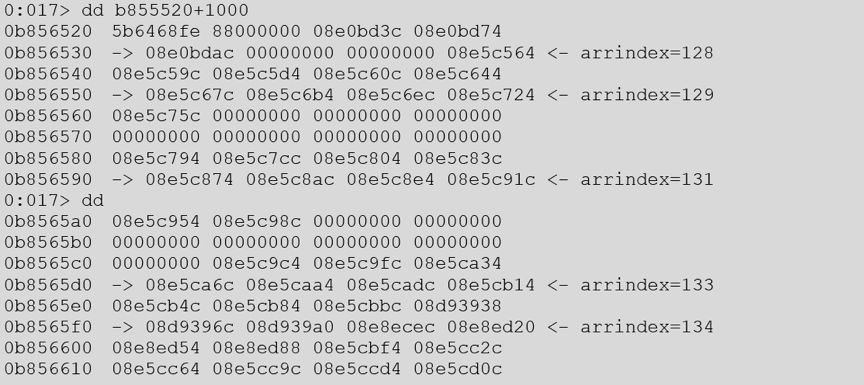 0:017> dd b855520+1000
0b856520 5b6468fe 88000000 08e0bd3c 08e0bd74
0b856530 -> 08e0bdac 00000000 00000000 08e5c564 <- arrindex=128
0b856540 08e5c59c 08e5c5d4 08e5c60c 08e5c644
0b856550 -> 08e5c67c 08e5c6b4 08e5c6ec 08e5c724 <- arrindex=129
0b856560 08e5c75c 00000000 00000000 00000000
0b856570 00000000 00000000 00000000 00000000
0b856580 08e5c794 08e5c7cc 08e5c804 08e5c83c
0b856590 -> 08e5c874 08e5c8ac 08e5c8e4 08e5c91c <- arrindex=131
0:017> dd
0b8565a0 08e5c954 08e5c98c 00000000 00000000
0b8565b0 00000000 00000000 00000000 00000000
0b8565c0 00000000 08e5c9c4 08e5c9fc 08e5ca34
0b8565d0 -> 08e5ca6c 08e5caa4 08e5cadc 08e5cb14 <- arrindex=133
0b8565e0 08e5cb4c 08e5cb84 08e5cbbc 08d93938
0b8565f0 -> 08d9396c 08d939a0 08e8ecec 08e8ed20 <- arrindex=134
0b856600 08e8ed54 08e8ed88 08e5cbf4 08e5cc2c
0b856610 08e5cc64 08e5cc9c 08e5ccd4 08e5cd0c